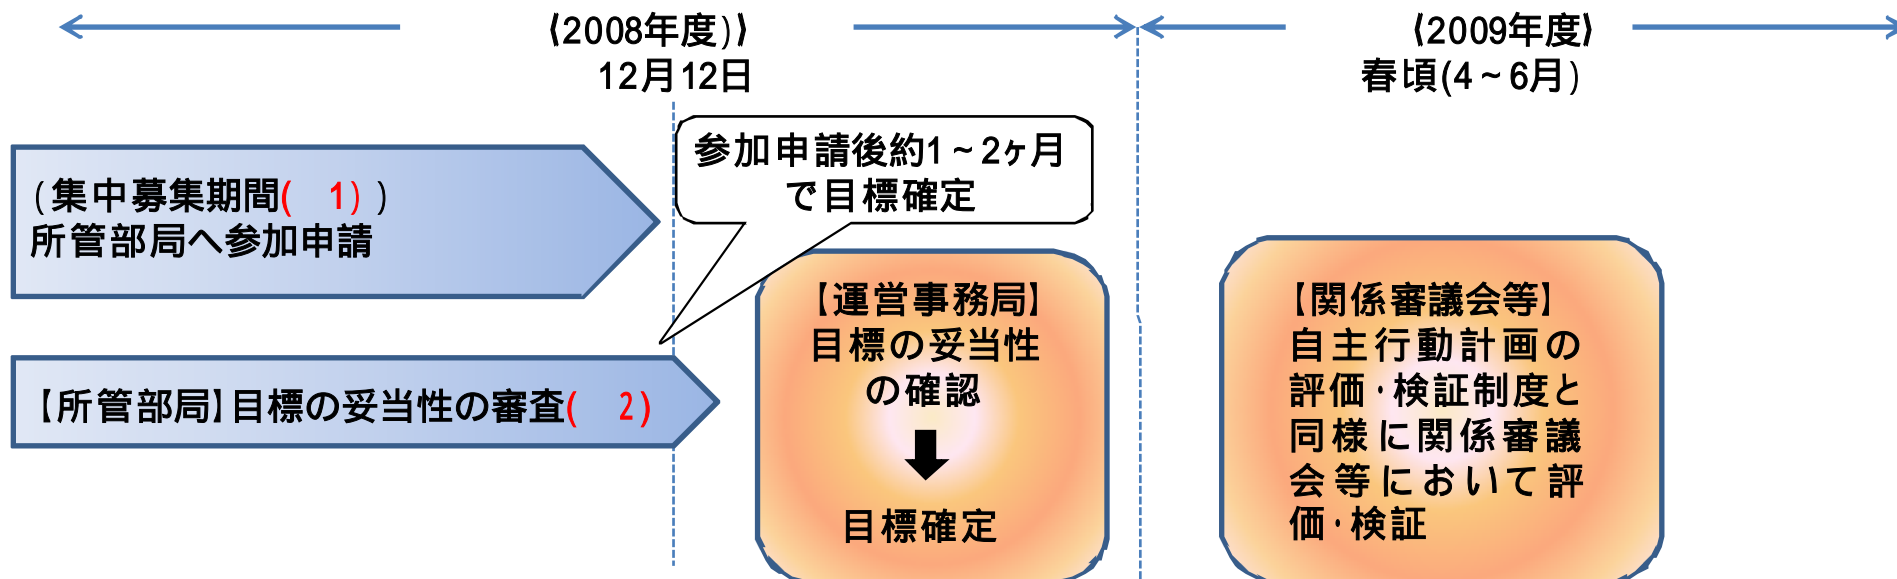 《2008年度)》
12月12日
《2009年度》
春頃(4~6月)
参加申請後約1~2ヶ月
で目標確定
(集中募集期間( 1))
所管部局へ参加申請
【所管部局】目標の妥当性の審査( 2)
【運営事務局】
目標の妥当性
の確認
目標確定
【関係審議会等】
自主行動計画の
評価・検証制度と
同様に関係審議
会等において評
価・検証